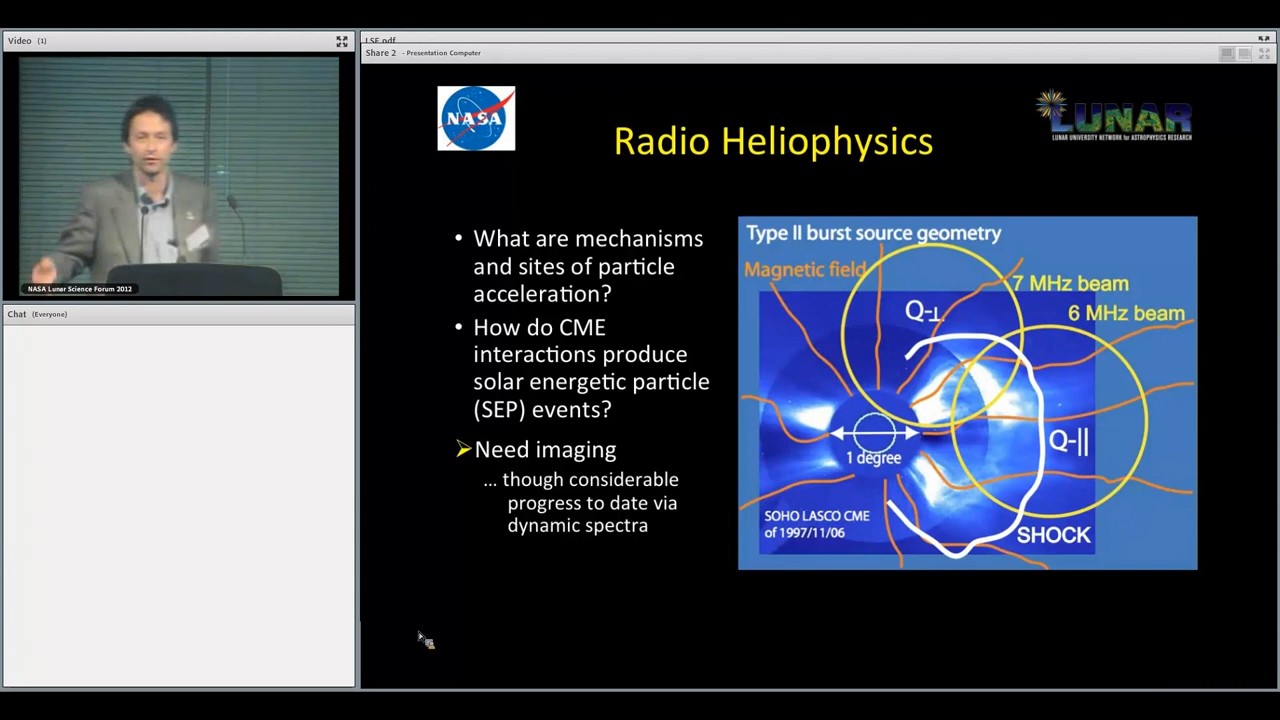 Video (1)
NASA Lunar Science Forum 2012
Chat (Everyone)
LSF.pdf
Share 2 - Presentation Computer
NASA
LUNAR
LUNAR UNIVERSITY NETWORK for ASTROPHYSICS RESEARCH
Radio Heliophysics
• What are mechanisms
and sites of particle
acceleration?
• How do CME
interactions produce
solar energetic particle
(SEP) events?
➢ Need imaging
... though considerable
progress to date via
dynamic spectra
Type II burst source geometry
Magnetic field
7 MHz beam
6 MHz beam
Q-⊥
Q-||
1 degree
SOHO LASCO CME
of 1997/11/06
SHOCK